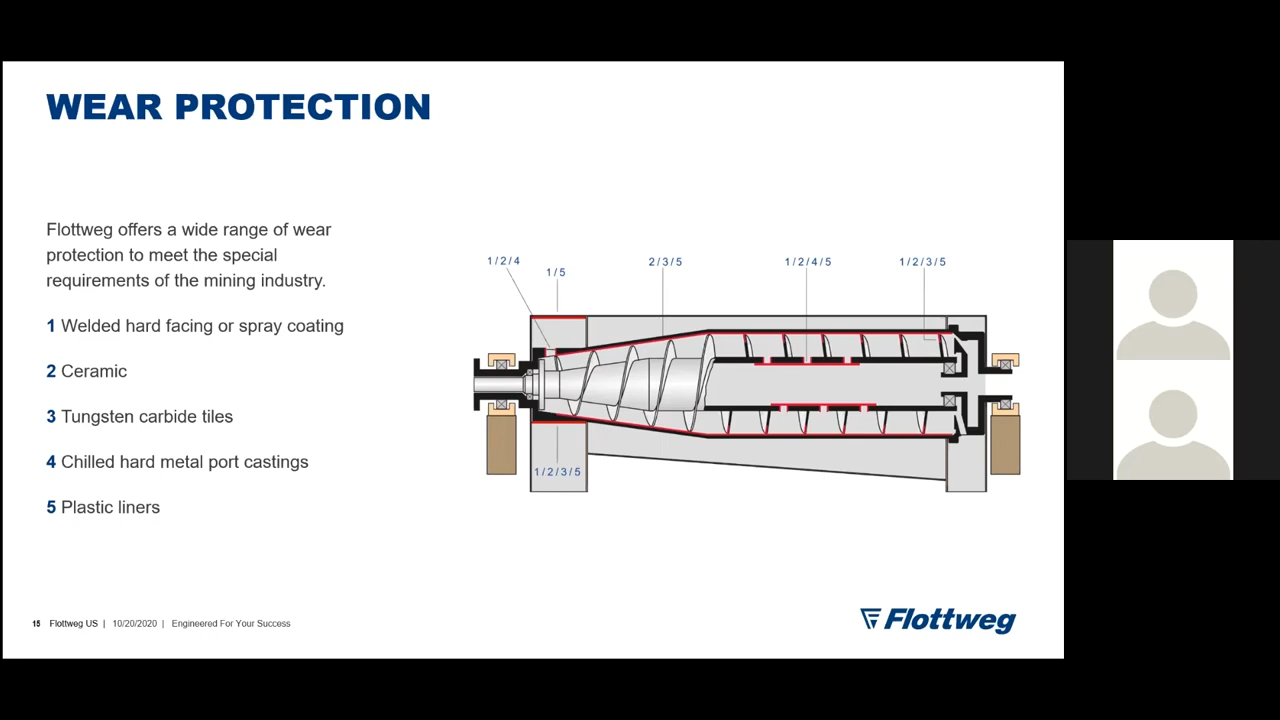 WEAR PROTECTION
Flottweg offers a wide range of wear
protection to meet the special
requirements of the mining industry.
1 Welded hard facing or spray coating
2 Ceramic
3 Tungsten carbide tiles
4 Chilled hard metal port castings
5 Plastic liners
1 / 2 / 4
1 / 5
2 / 3 / 5
1 / 2 / 4 / 5
1 / 2 / 3 / 5
1 / 2 / 3 / 5
15 Flottweg US | 10/20/2020 | Engineered For Your Success
Flottweg